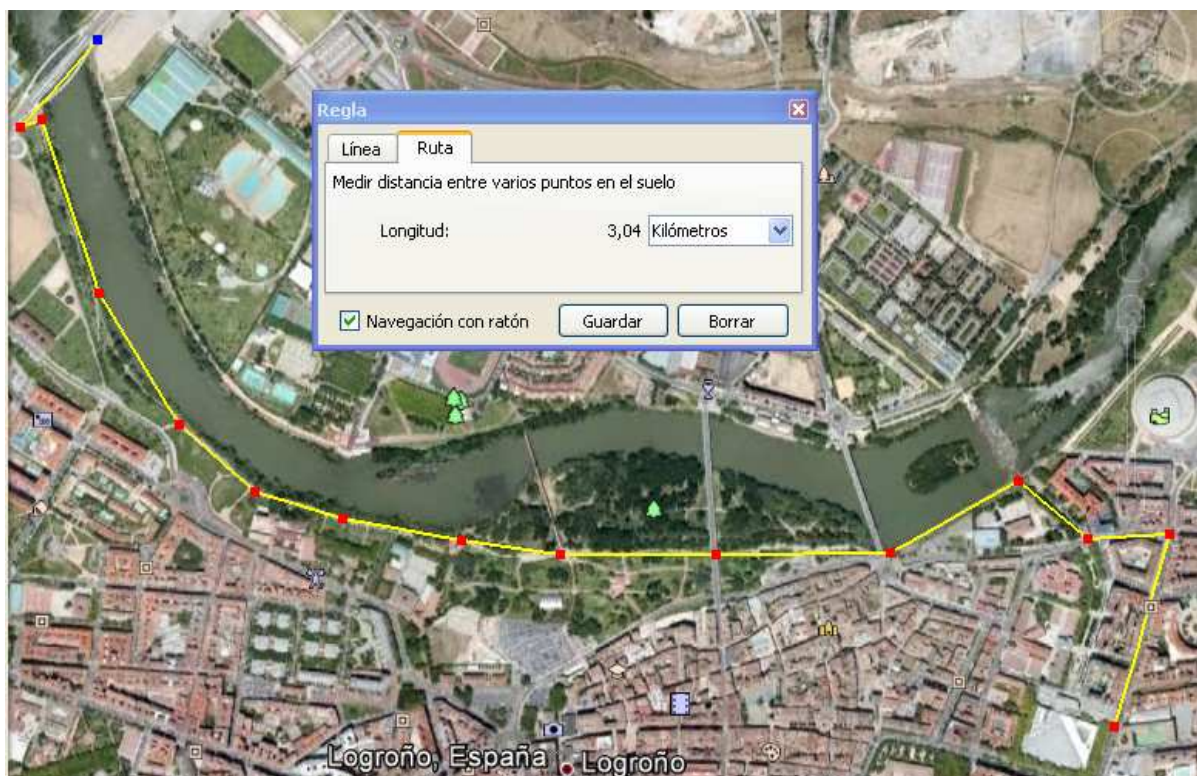 Regla
Línea
Ruta
Medir distancia entre varios puntos en el suelo
Longitud:
3,04 Kilómetros
Navegación con ratón
Guardar
Borrar
Logroño, España
Logroño